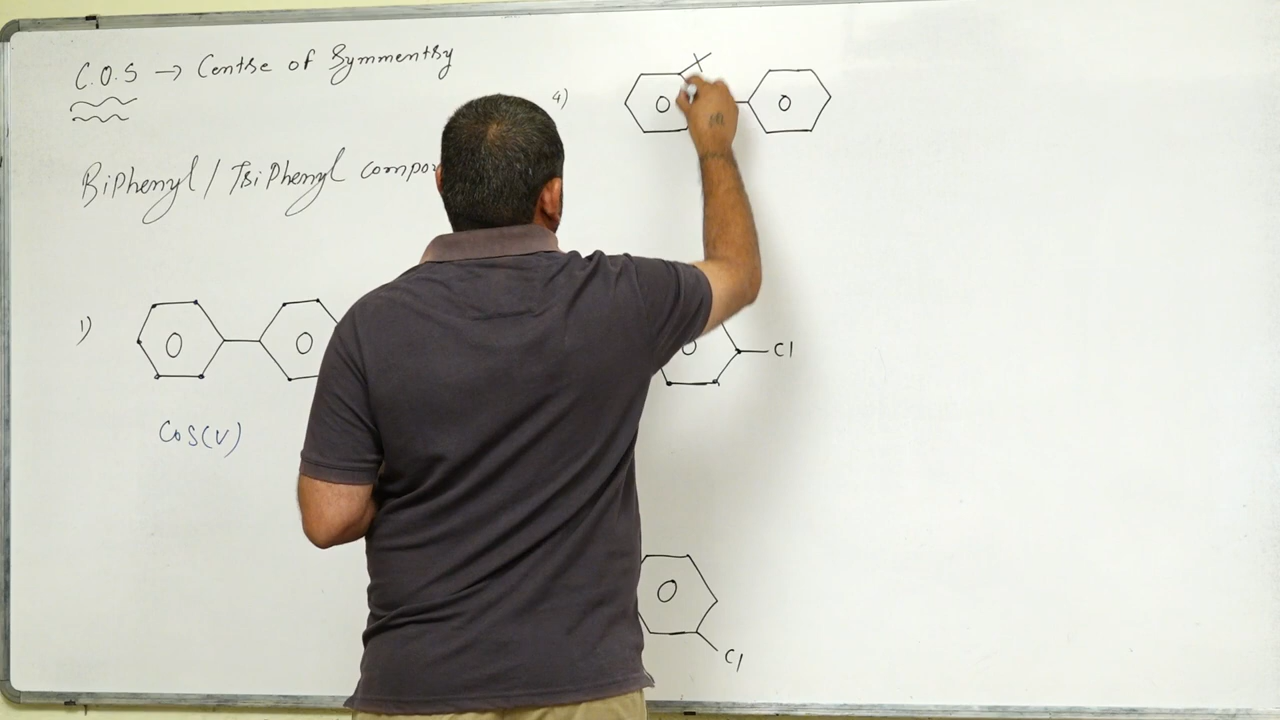 C.O.S → Centre of Symmentry
BiPhenyl / TriPhenyl
1)
COS(✓)
4)
X
Cl
Cl